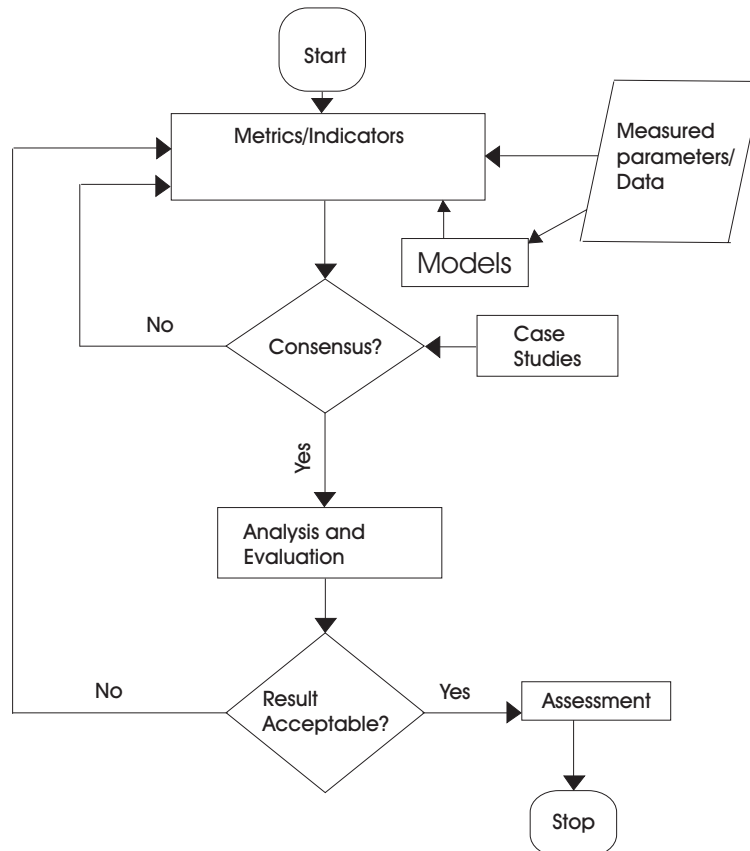 Start
Metrics/Indicators
Measured
parameters/
Data
Models
No
Consensus?
Case
Studies
Yes
Analysis and
Evaluation
No
Result
Acceptable?
Yes
Assessment
Stop